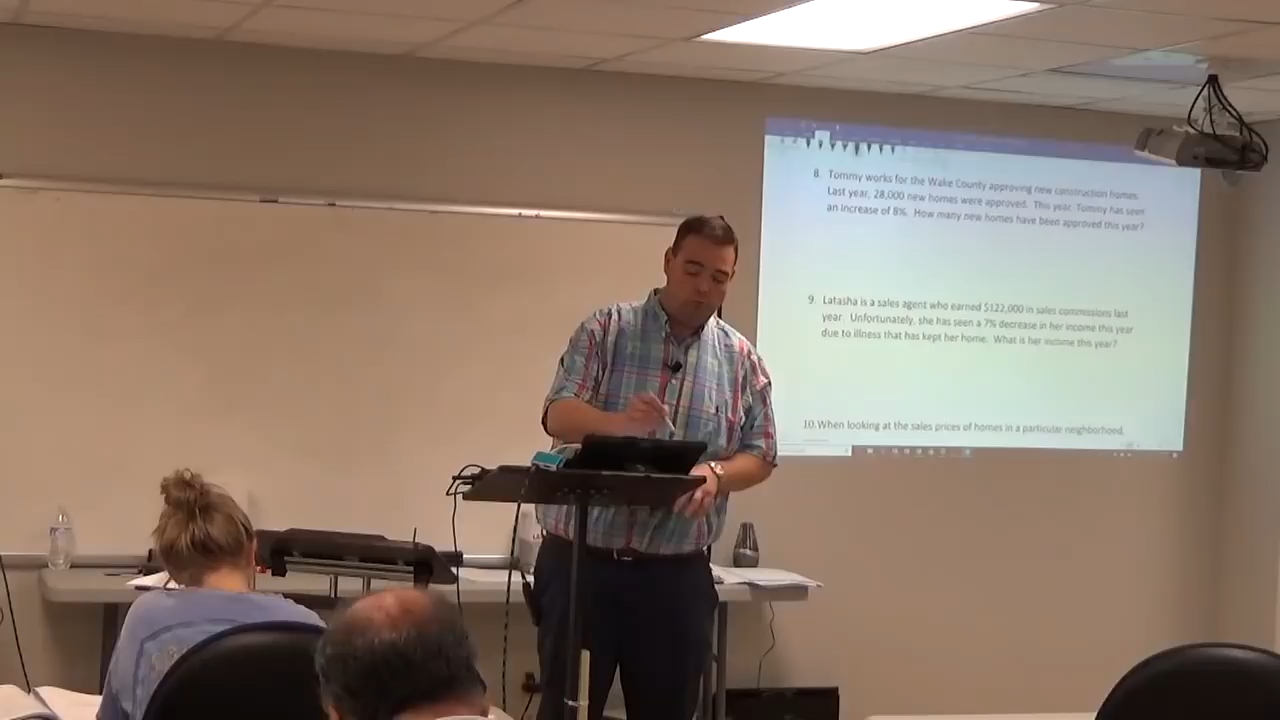 8. Tommy works for the Wake County approving new construction homes.
Last year, 28,000 new homes were approved. This year, Tommy has seen
an increase of 8%. How many new homes have been approved this year?
9. Latasha is a sales agent who earned $122,000 in sales commissions last
year. Unfortunately, she has seen a 7% decrease in her income this year
due to illness that has kept her home. What is her income this year?
10. When looking at the sales prices of homes in a particular neighborhood,